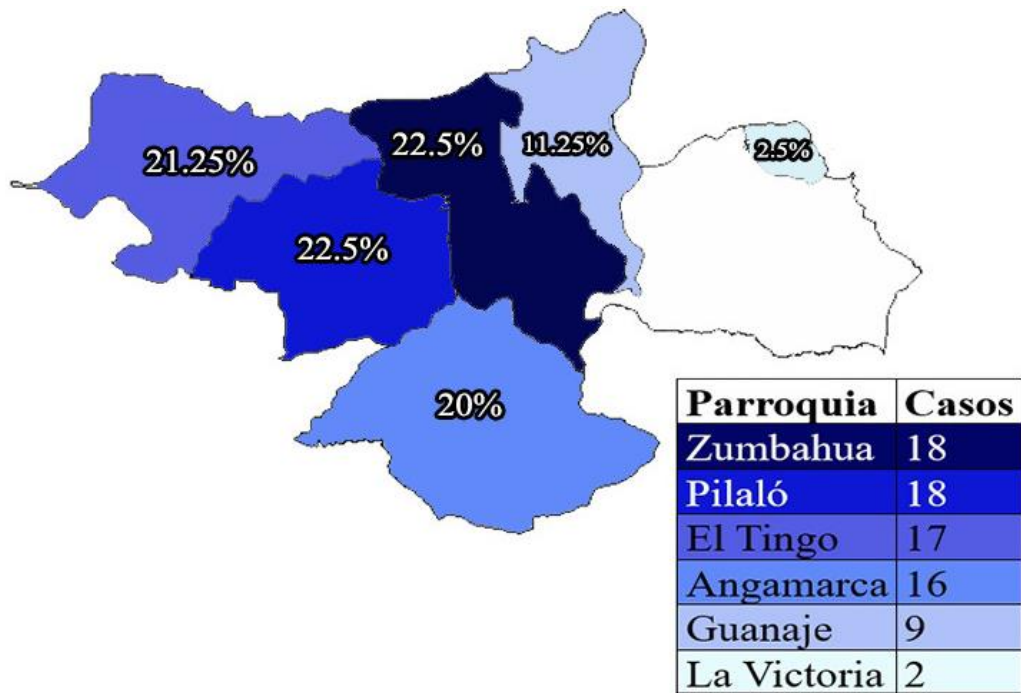 22.5%
11.25%
2.5%
21.25%
22.5%
20%
Parroquia Casos
Zumbahua 18
Pilaló 18
El Tingo 17
Angamarca 16
Guanaje 9
La Victoria 2